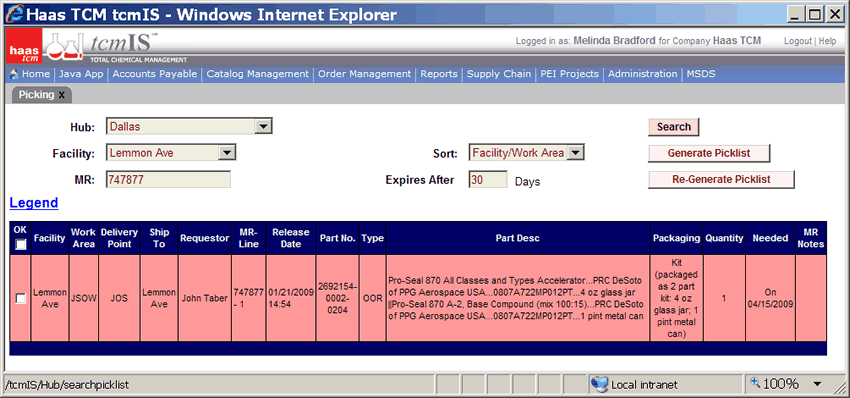 Haas TCM tcmIS - Windows Internet Explorer
haas
tcm
tcmIS™
TOTAL CHEMICAL MANAGEMENT
Logged in as: Melinda Bradford for Company Haas TCM
Logout | Help
Home | Java App | Accounts Payable | Catalog Management | Order Management | Reports | Supply Chain | PEI Projects | Administration | MSDS
Picking x
Hub: Dallas
Search
Facility: Lemmon Ave
Sort: Facility/Work Area
Generate Picklist
MR: 747877
Expires After 30 Days
Re-Generate Picklist
Legend
OK Facility Work Area Delivery Point Ship To Requestor MR-Line Release Date Part No. Type Part Desc Packaging Quantity Needed MR Notes
Lemmon Ave
JSOW
JOS
Lemmon Ave
John Taber
747877
- 1
01/21/2009
14:54
2692154-
0002-
0204
OOR
Pro-Seal 870 All Classes and Types Accelerator...PRC DeSoto
of PPG Aerospace USA...0807A722MP012PT...4 oz glass jar
||Pro-Seal 870 A-2, Base Compound (mix 100:15)...PRC DeSoto
of PPG Aerospace USA...0807A722MP012PT...1 pint metal can
Kit
(packaged
as 2 part
kit: 4 oz
glass jar; 1
pint metal
can)
1
On
04/15/2009
/tcmIS/Hub/searchpicklist
Local intranet
100%